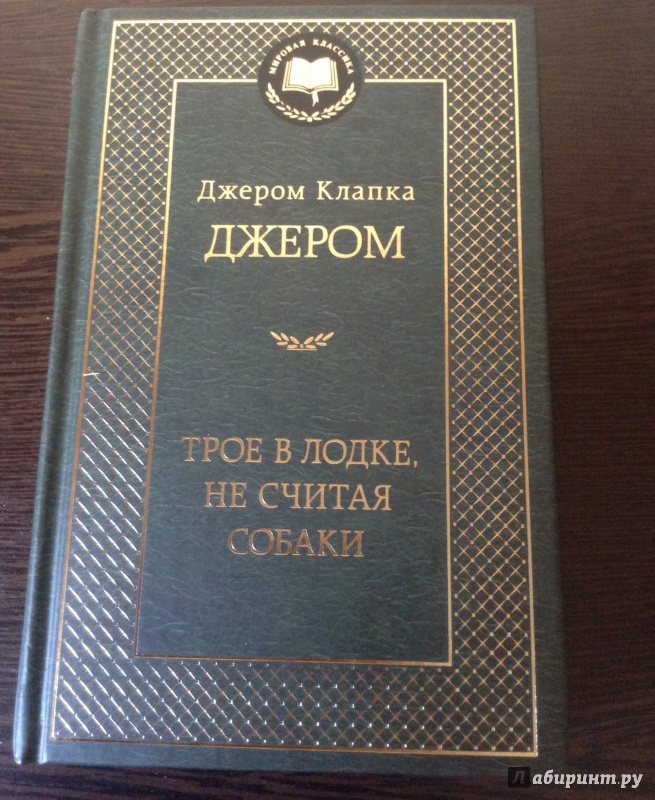 МИРОВАЯ КЛАССИКА
Джером Клапка
ДЖЕРОМ
ТРОЕ В ЛОДКЕ,
НЕ СЧИТАЯ
СОБАКИ
Лабиринт.ру